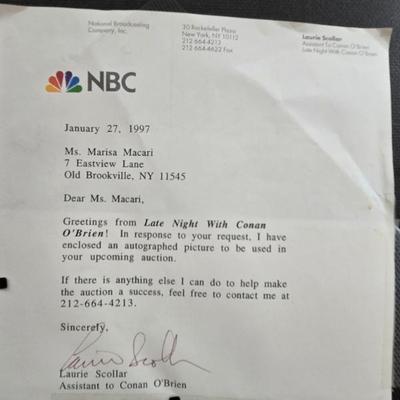 National Broadcasting
Company, Inc.
30 Rockefeller Plaza
New York, NY 10112
212-664-4213
212-664-6622 Fax
Laurie Scollar
Assistant To Conan O'Brien
Late Night With Conan O'Brien
NBC
January 27, 1997
Ms. Marisa Macari
7 Eastview Lane
Old Brookville, NY 11545
Dear Ms. Macari,
Greetings from Late Night With Conan
O'Brien! In response to your request, I have
enclosed an autographed picture to be used in
your upcoming auction.
If there is anything else I can do to help make
the auction a success, feel free to contact me at
212-664-4213.
Sincerely,
Laurie Scollar
Laurie Scollar
Assistant to Conan O'Brien